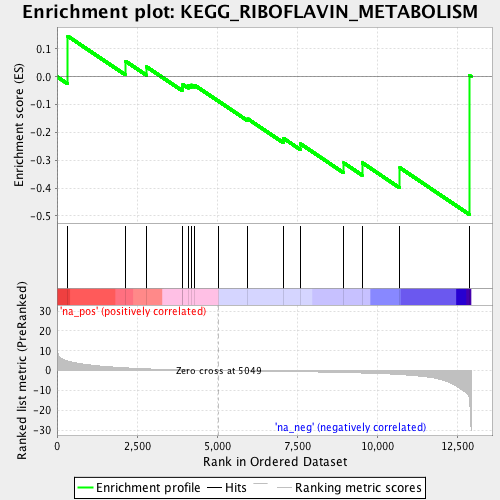 Enrichment plot: KEGG_RIBOFLAVIN_METABOLISM
Enrichment score (ES)
0.1
0.0
-0.1
-0.2
-0.3
-0.4
-0.5
'na_pos' (positively correlated)
Ranked list metric (PreRanked)
30
20
10
0
-10
-20
-30
Zero cross at 5049
'na_neg' (negatively correlated)
0 2,500 5,000 7,500 10,000 12,500
Rank in Ordered Dataset
Enrichment profile Hits Ranking metric scores